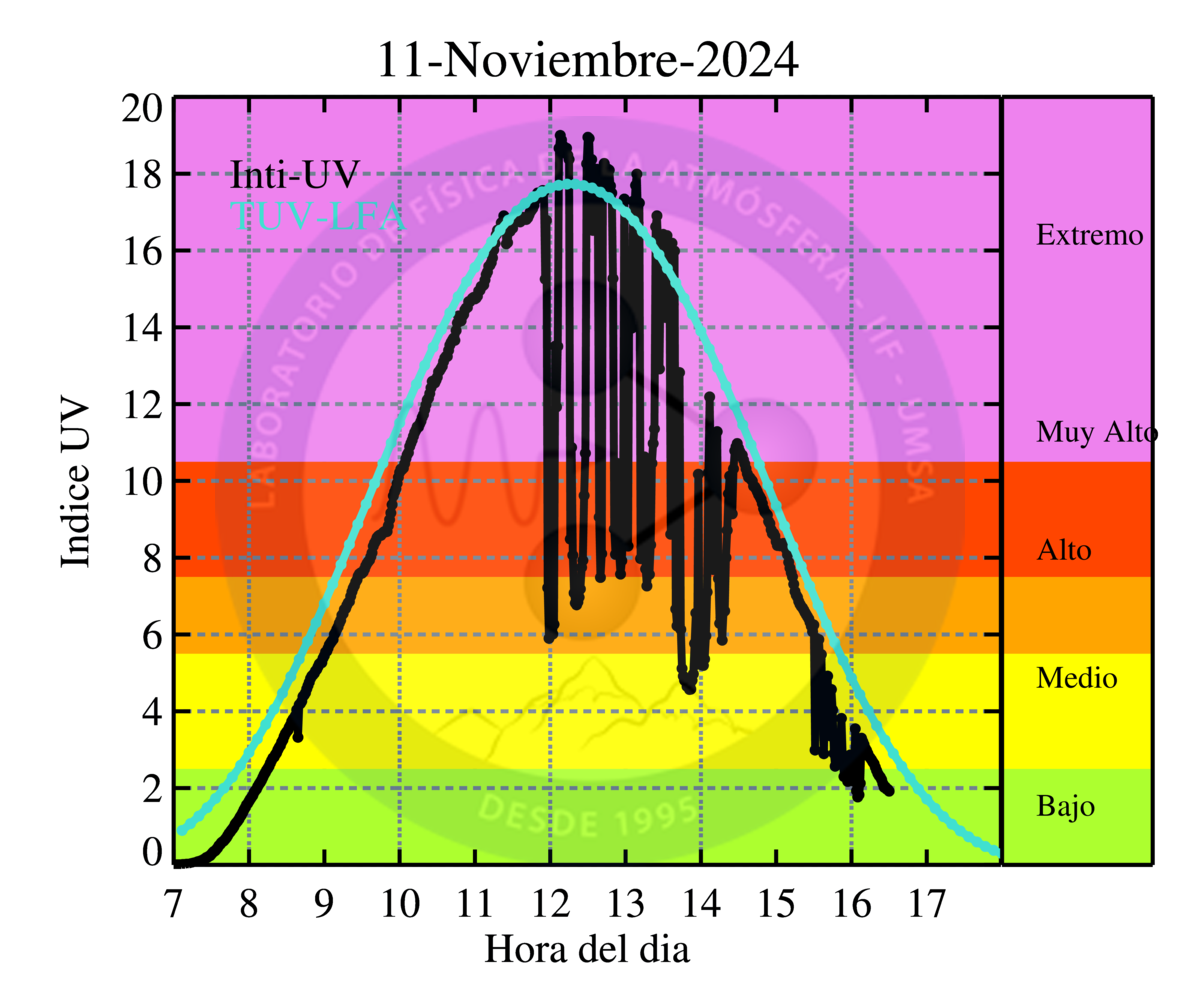 11-Noviembre-2024
Indice UV
20
18
16
14
12
10
8
6
4
2
0
Inti-UV
TUV-LFA
LABORATORIO DE FÍSICA DE LA ATMÓSFERA - IIF - UMSA
DESDE 1995
Extremo
Muy Alto
Alto
Medio
Bajo
7 8 9 10 11 12 13 14 15 16 17
Hora del dia